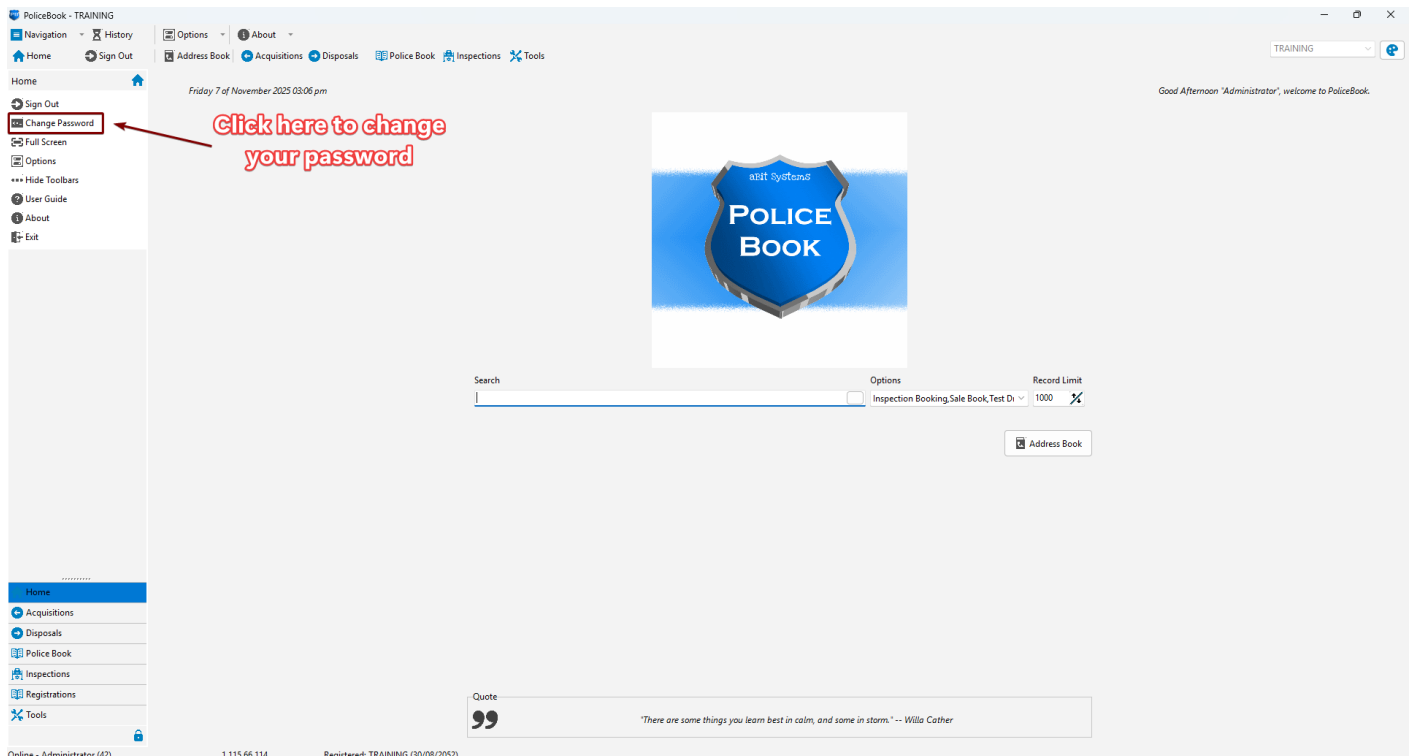 PoliceBook - TRAINING
Navigation History Options About
Home Sign Out Address Book Acquisitions Disposals Police Book Inspections Tools TRAINING
Home
Friday 7 of November 2025 03:06 pm
Good Afternoon "Administrator", welcome to PoliceBook.
Sign Out
Change Password
Full Screen
Options
Hide Toolbars
User Guide
About
Exit
Click here to change
your password
aBit Systems
POLICE
BOOK
Search Options Record Limit
Inspection Booking,Sale Book,Test Dr 1000
Address Book
Home
Acquisitions
Disposals
Police Book
Inspections
Registrations
Tools
Quote
"There are some things you learn best in calm, and some in storm." -- Willa Cather
Online - Administrator (42) 1.115.66.114 Registered: TRAINING (30/08/2052)